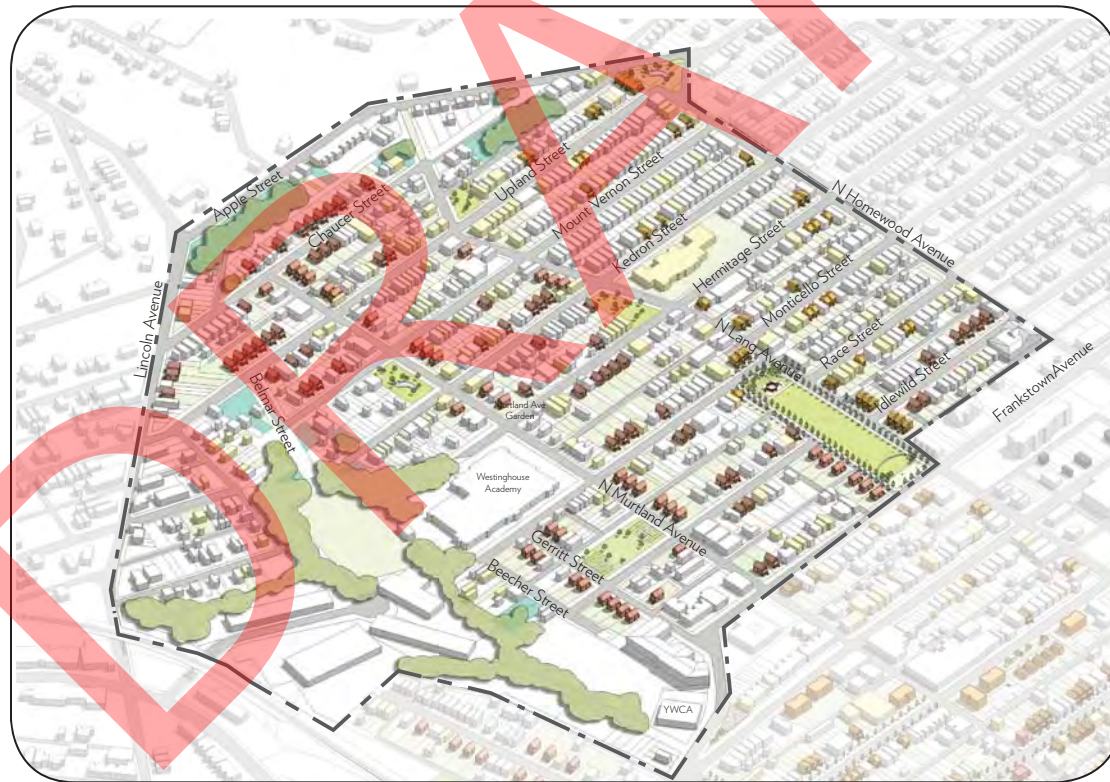 Apple Street
Chaucer Street
Upland Street
Mount Vernon Street
Kedron Street
N Homewood Avenue
Hermitage Street
Monticello Street
Race Street
N Lang Avenue
Idlewild Street
Frankstown Avenue
Lincoln Avenue
Belmar Street
Murtland Ave
Garden
Westinghouse
Academy
N Murtland Avenue
Gerritt Street
Beecher Street
YWCA
DRAFT